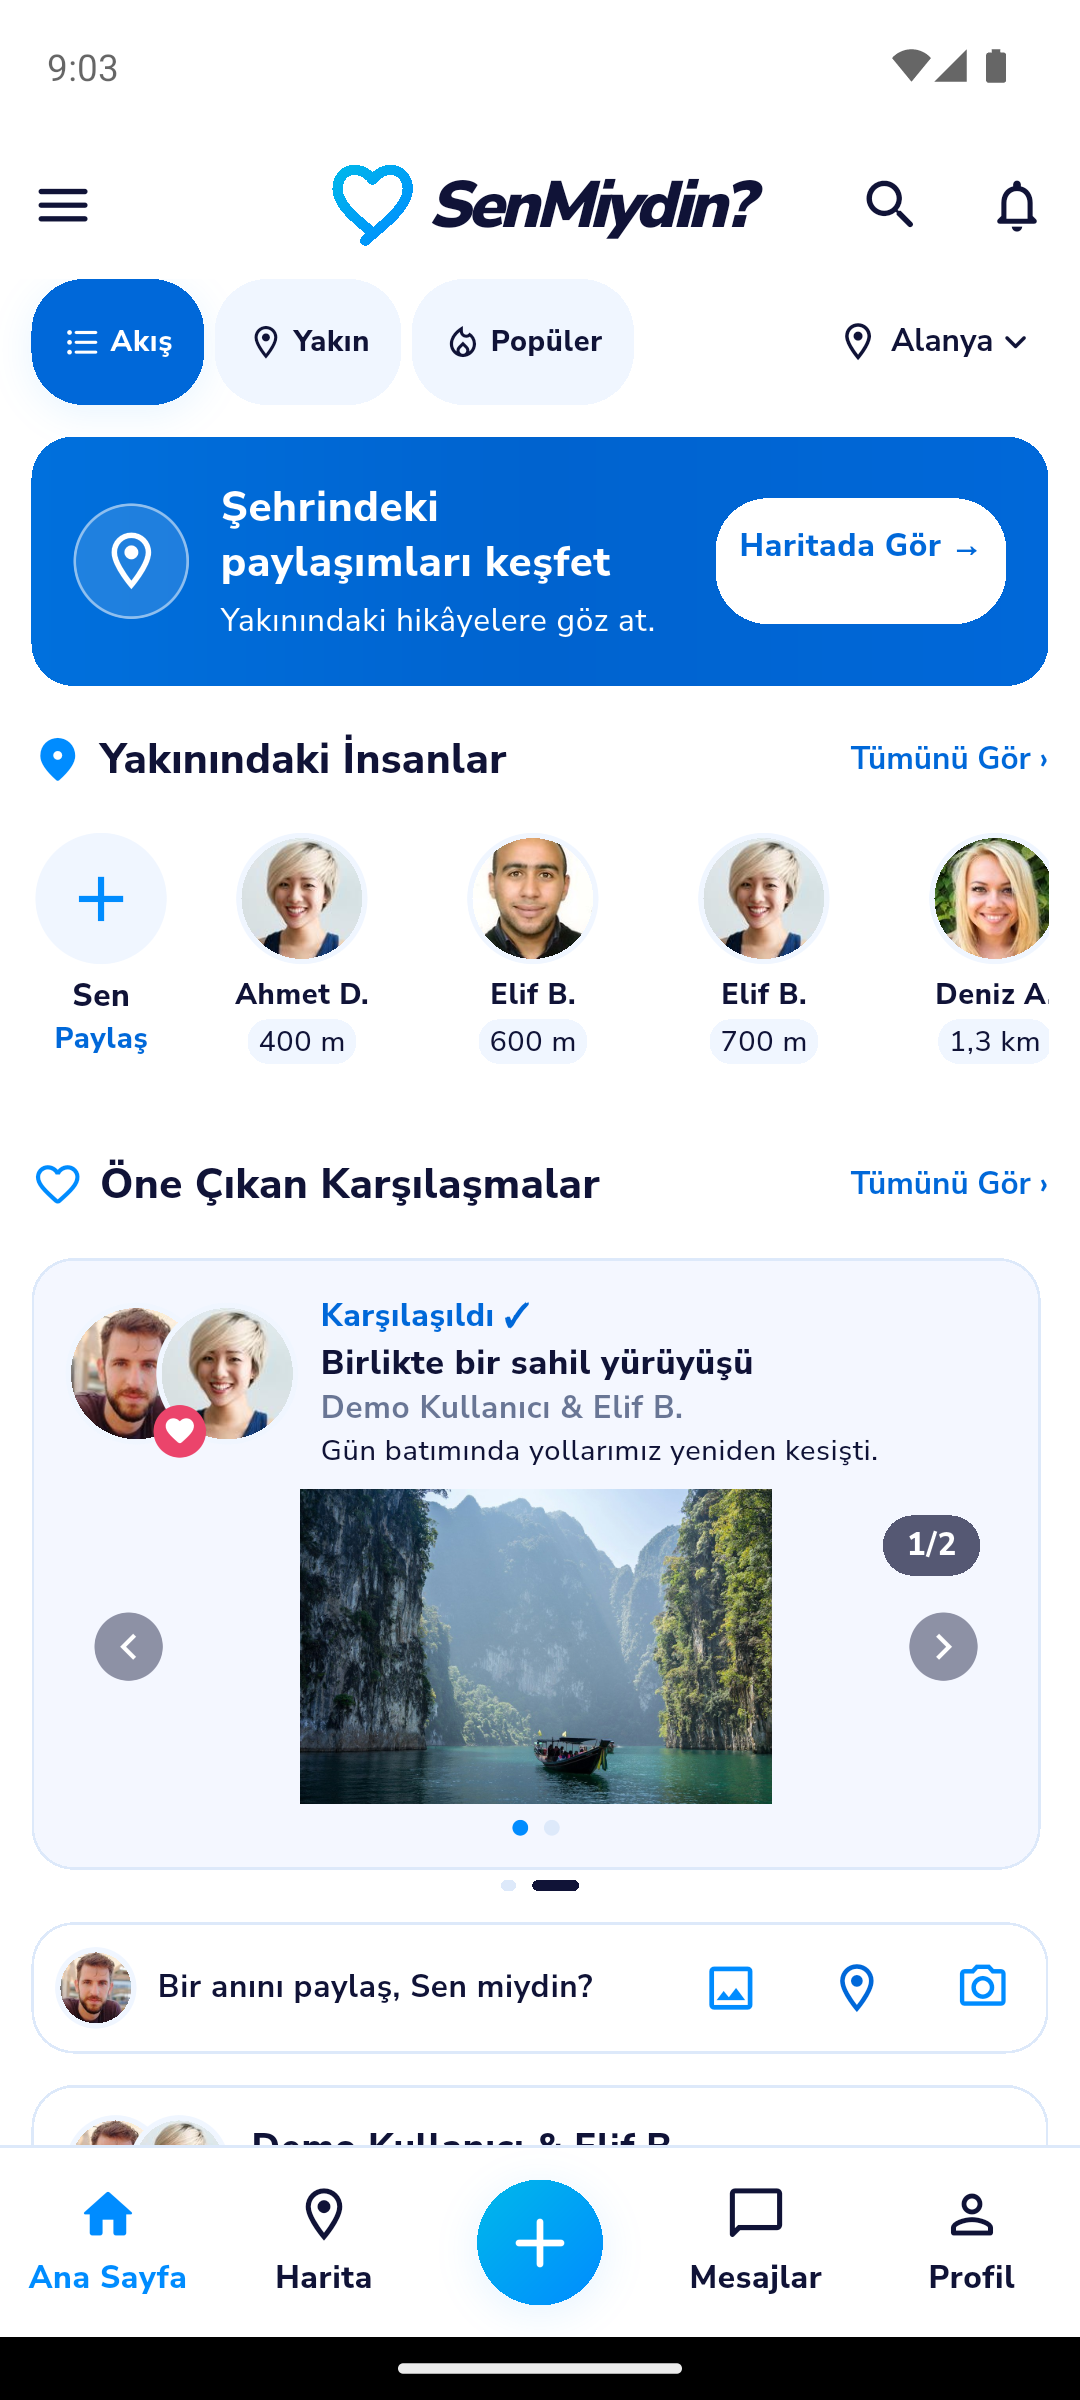 9:03
SenMiydin?
Akış
Yakın
Popüler
Alanya
Şehrindeki
paylaşımları keşfet
Yakınındaki hikâyelere göz at.
Haritada Gör →
Yakınındaki İnsanlar
Tümünü Gör ›
Sen
Paylaş
Ahmet D.
400 m
Elif B.
600 m
Elif B.
700 m
Deniz A.
1,3 km
Öne Çıkan Karşılaşmalar
Tümünü Gör ›
Karşılaşıldı ✓
Birlikte bir sahil yürüyüşü
Demo Kullanıcı & Elif B.
Gün batımında yollarımız yeniden kesişti.
1/2
Bir anını paylaş, Sen miydin?
Demo Kullanıcı & Elif B.
Ana Sayfa
Harita
Mesajlar
Profil